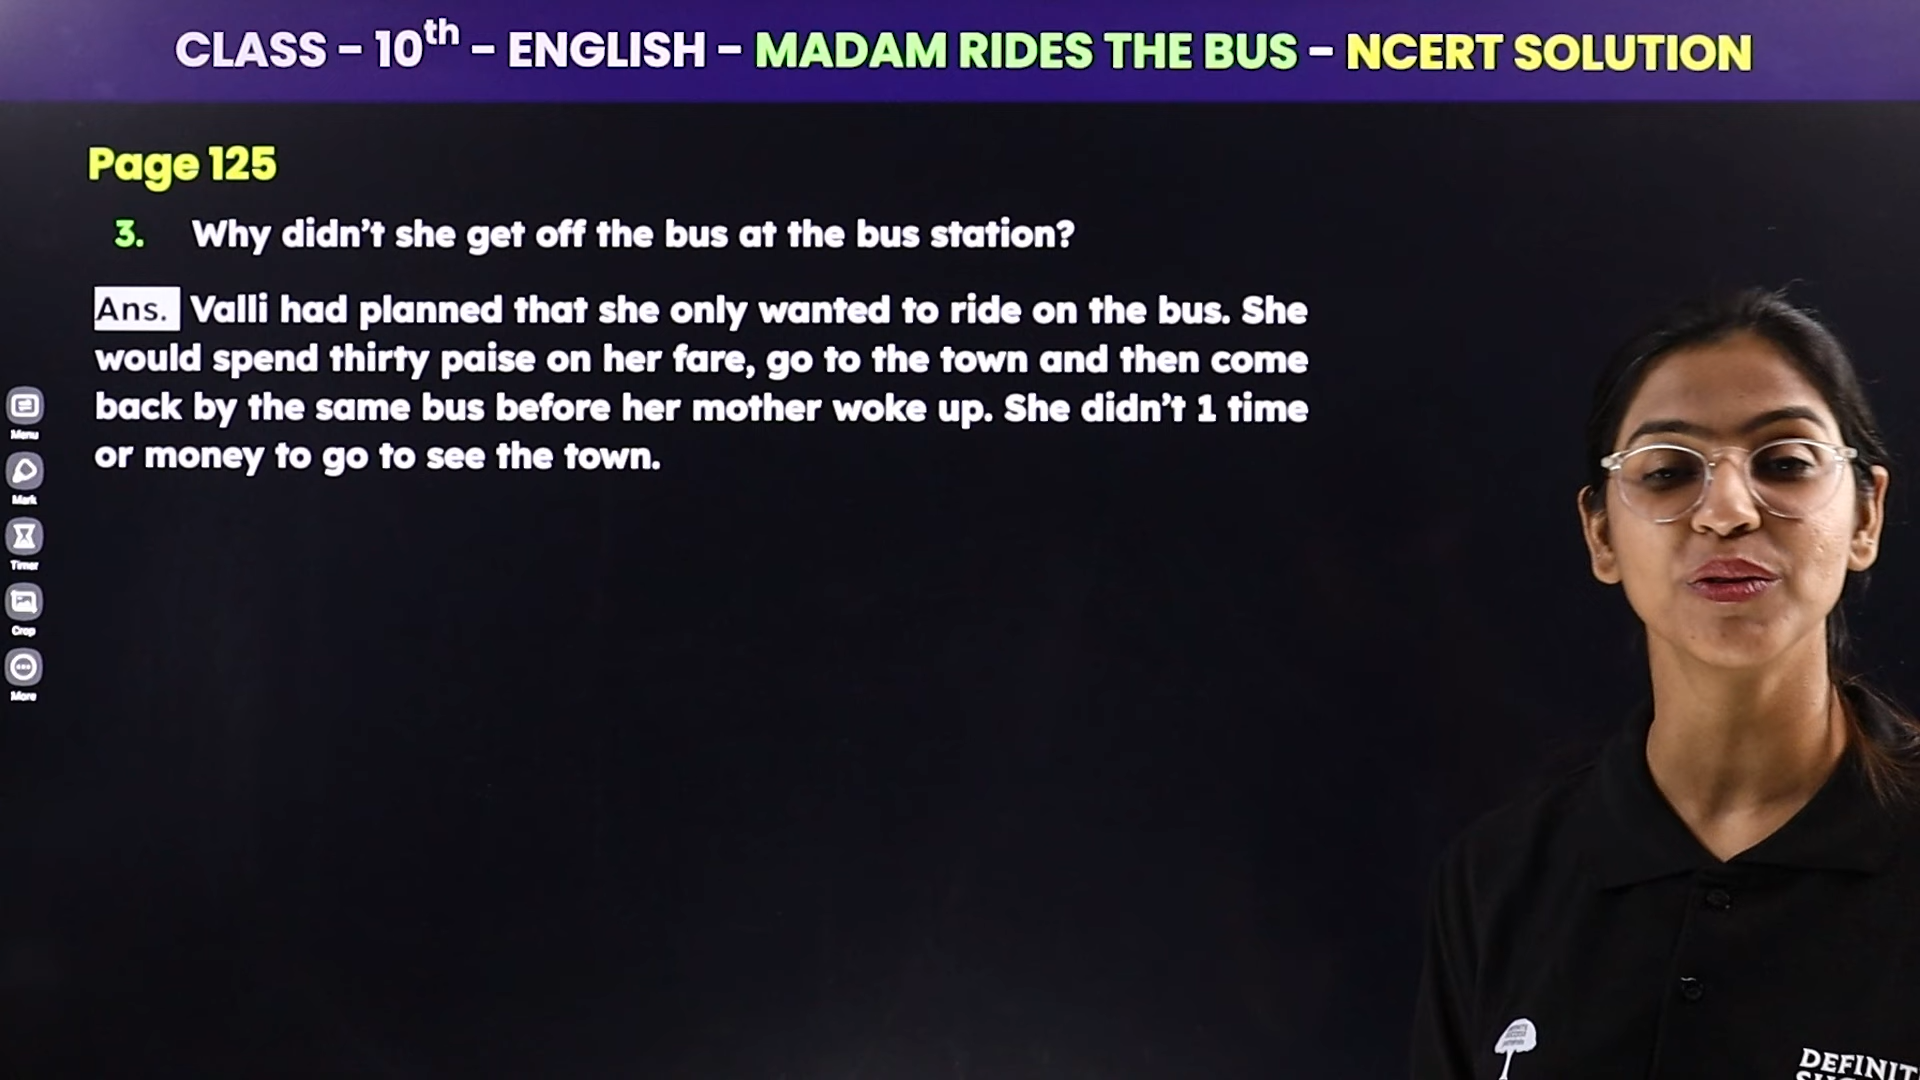 CLASS – 10th – ENGLISH – MADAM RIDES THE BUS – NCERT SOLUTION
Page 125
3. Why didn't she get off the bus at the bus station?
Ans. Valli had planned that she only wanted to ride on the bus. She
would spend thirty paise on her fare, go to the town and then come
back by the same bus before her mother woke up. She didn't 1 time
or money to go to see the town.
Menu
Mark
Timer
Crop
More